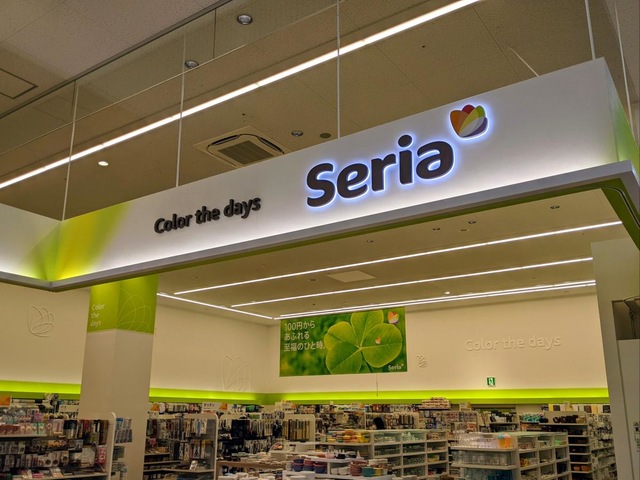 Color the days
Seria
Color
the
days
100円から
あふれる
至福のひと時。
Seria
Color the days